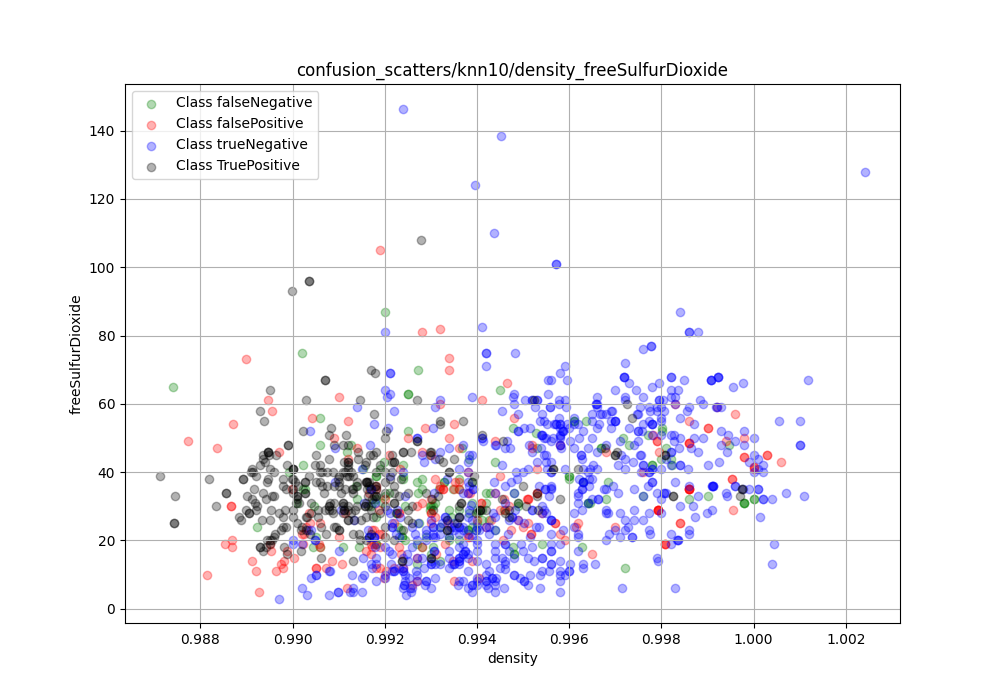 confusion_scatters/knn10/density_freeSulfurDioxide
Class falseNegative
Class falsePositive
Class trueNegative
Class TruePositive
140
120
100
80
60
40
20
0
freeSulfurDioxide
0.988 0.990 0.992 0.994 0.996 0.998 1.000 1.002
density